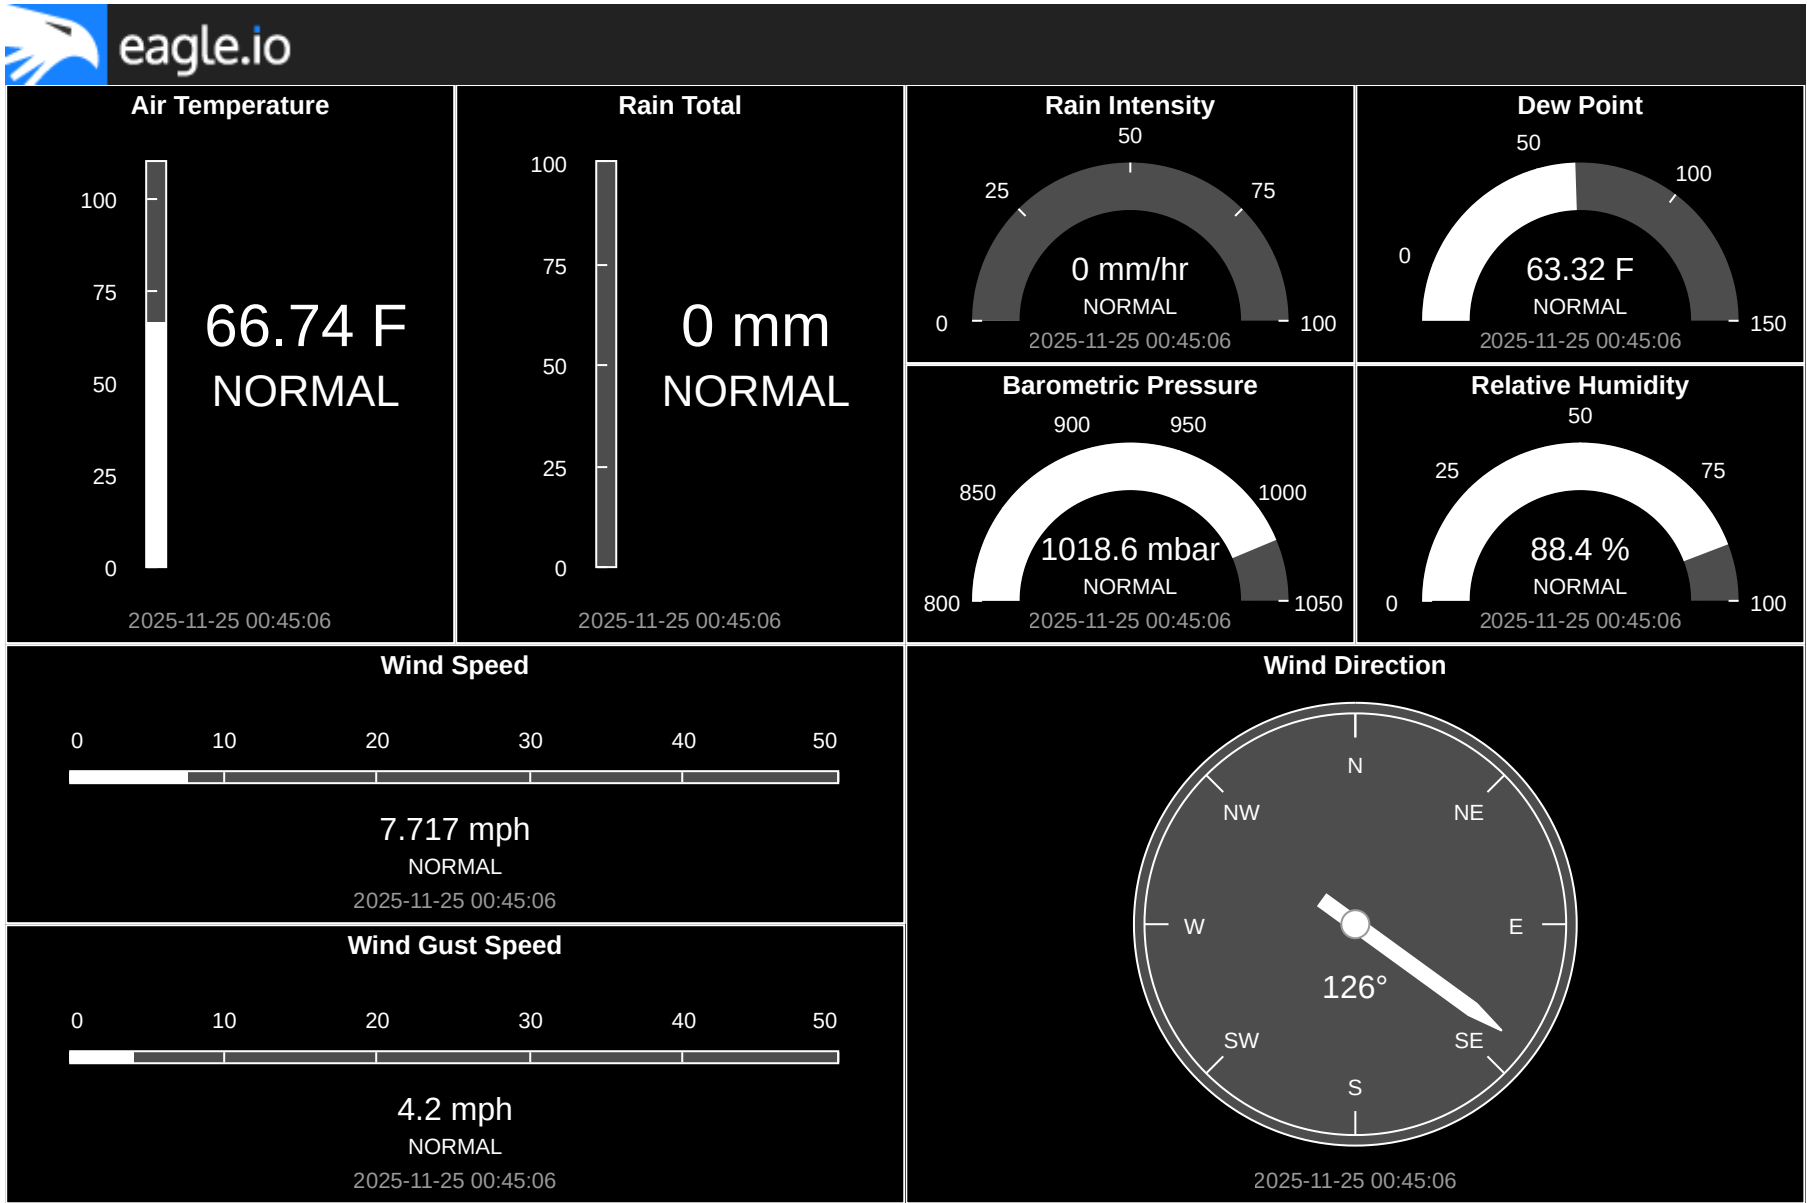 eagle.io
Air Temperature
100
75
50
25
0
66.74 F
NORMAL
2025-11-25 00:45:06
Rain Total
100
75
50
25
0
0 mm
NORMAL
2025-11-25 00:45:06
Rain Intensity
0
25
50
75
100
0 mm/hr
NORMAL
2025-11-25 00:45:06
Dew Point
0
50
100
150
63.32 F
NORMAL
2025-11-25 00:45:06
Barometric Pressure
800
850
900
950
1000
1050
1018.6 mbar
NORMAL
2025-11-25 00:45:06
Relative Humidity
0
25
50
75
100
88.4 %
NORMAL
2025-11-25 00:45:06
Wind Speed
0 10 20 30 40 50
7.717 mph
NORMAL
2025-11-25 00:45:06
Wind Gust Speed
0 10 20 30 40 50
4.2 mph
NORMAL
2025-11-25 00:45:06
Wind Direction
N
NW NE
W E
126°
SW SE
S
2025-11-25 00:45:06